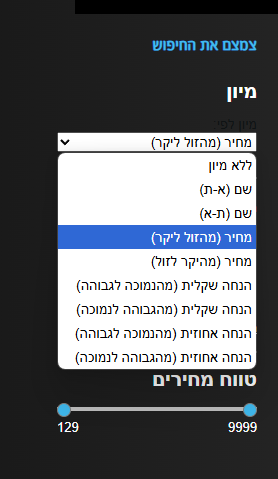 צמצם את החיפוש
מיון
מיון לפי:
מחיר (מהזול ליקר)
ללא מיון
שם (א-ת)
שם (ת-א)
מחיר (מהזול ליקר)
מחיר (מהיקר לזול)
הנחה שקלית (מהנמוכה לגבוהה)
הנחה שקלית (מהגבוהה לנמוכה)
הנחה אחוזית (מהנמוכה לגבוהה)
הנחה אחוזית (מהגבוהה לנמוכה)
טווח מחירים
129 9999